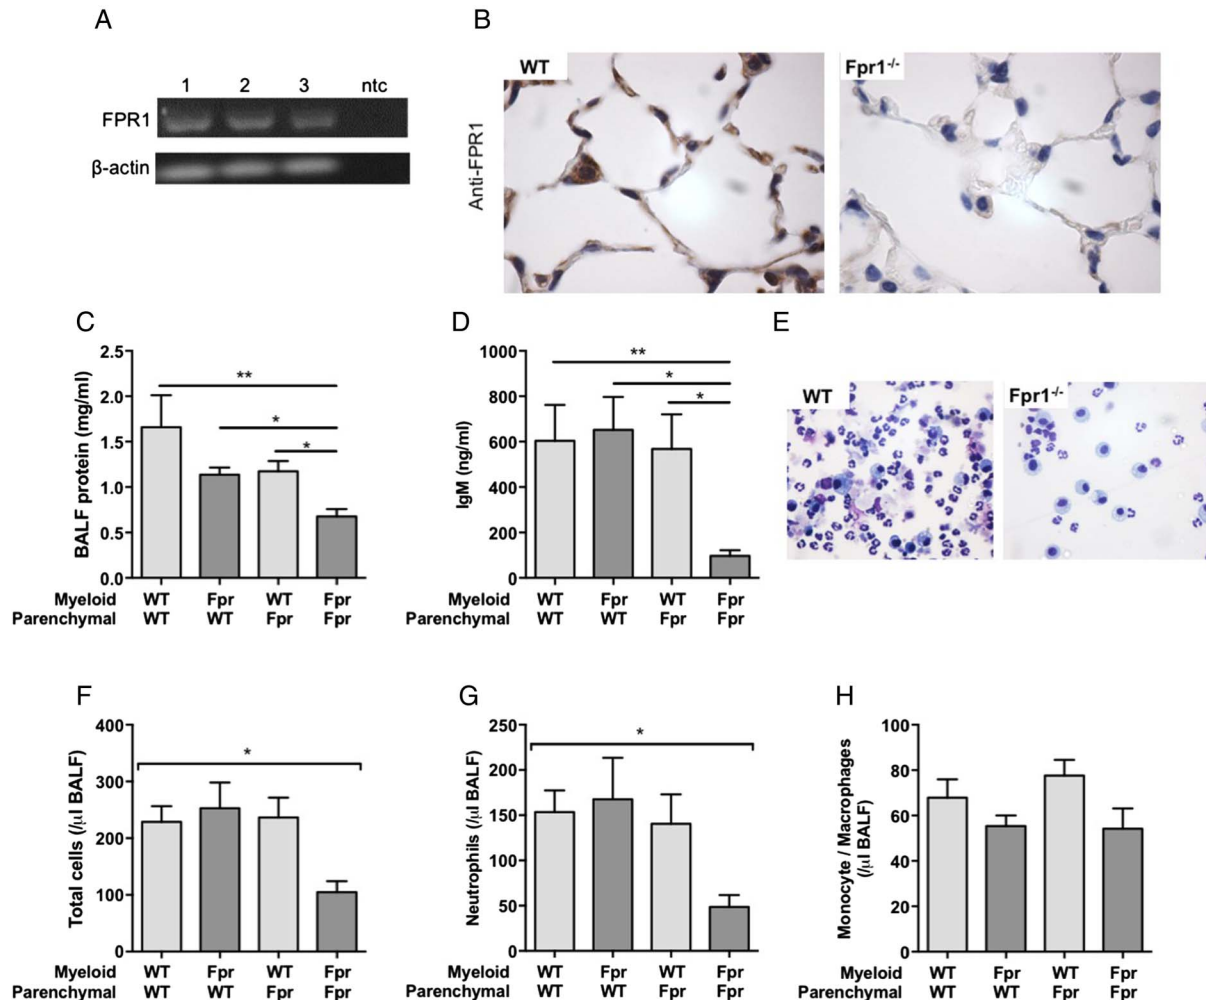 A
1 2 3 ntc
FPR1
β-actin
B
Anti-FPR1
WT
Fpr1-/-
C
BALF protein (mg/ml)
2.5
2.0
1.5
1.0
0.5
0.0
**
*
*
Myeloid WT Fpr WT Fpr
Parenchymal WT WT Fpr Fpr
D
IgM (ng/ml)
1000
800
600
400
200
0
**
*
*
Myeloid WT Fpr WT Fpr
Parenchymal WT WT Fpr Fpr
E
WT
Fpr1-/-
F
Total cells (/μl BALF)
400
300
200
100
0
*
Myeloid WT Fpr WT Fpr
Parenchymal WT WT Fpr Fpr
G
Neutrophils (/μl BALF)
250
200
150
100
50
0
*
Myeloid WT Fpr WT Fpr
Parenchymal WT WT Fpr Fpr
H
Monocyte / Macrophages
(/μl BALF)
100
80
60
40
20
0
Myeloid WT Fpr WT Fpr
Parenchymal WT WT Fpr Fpr